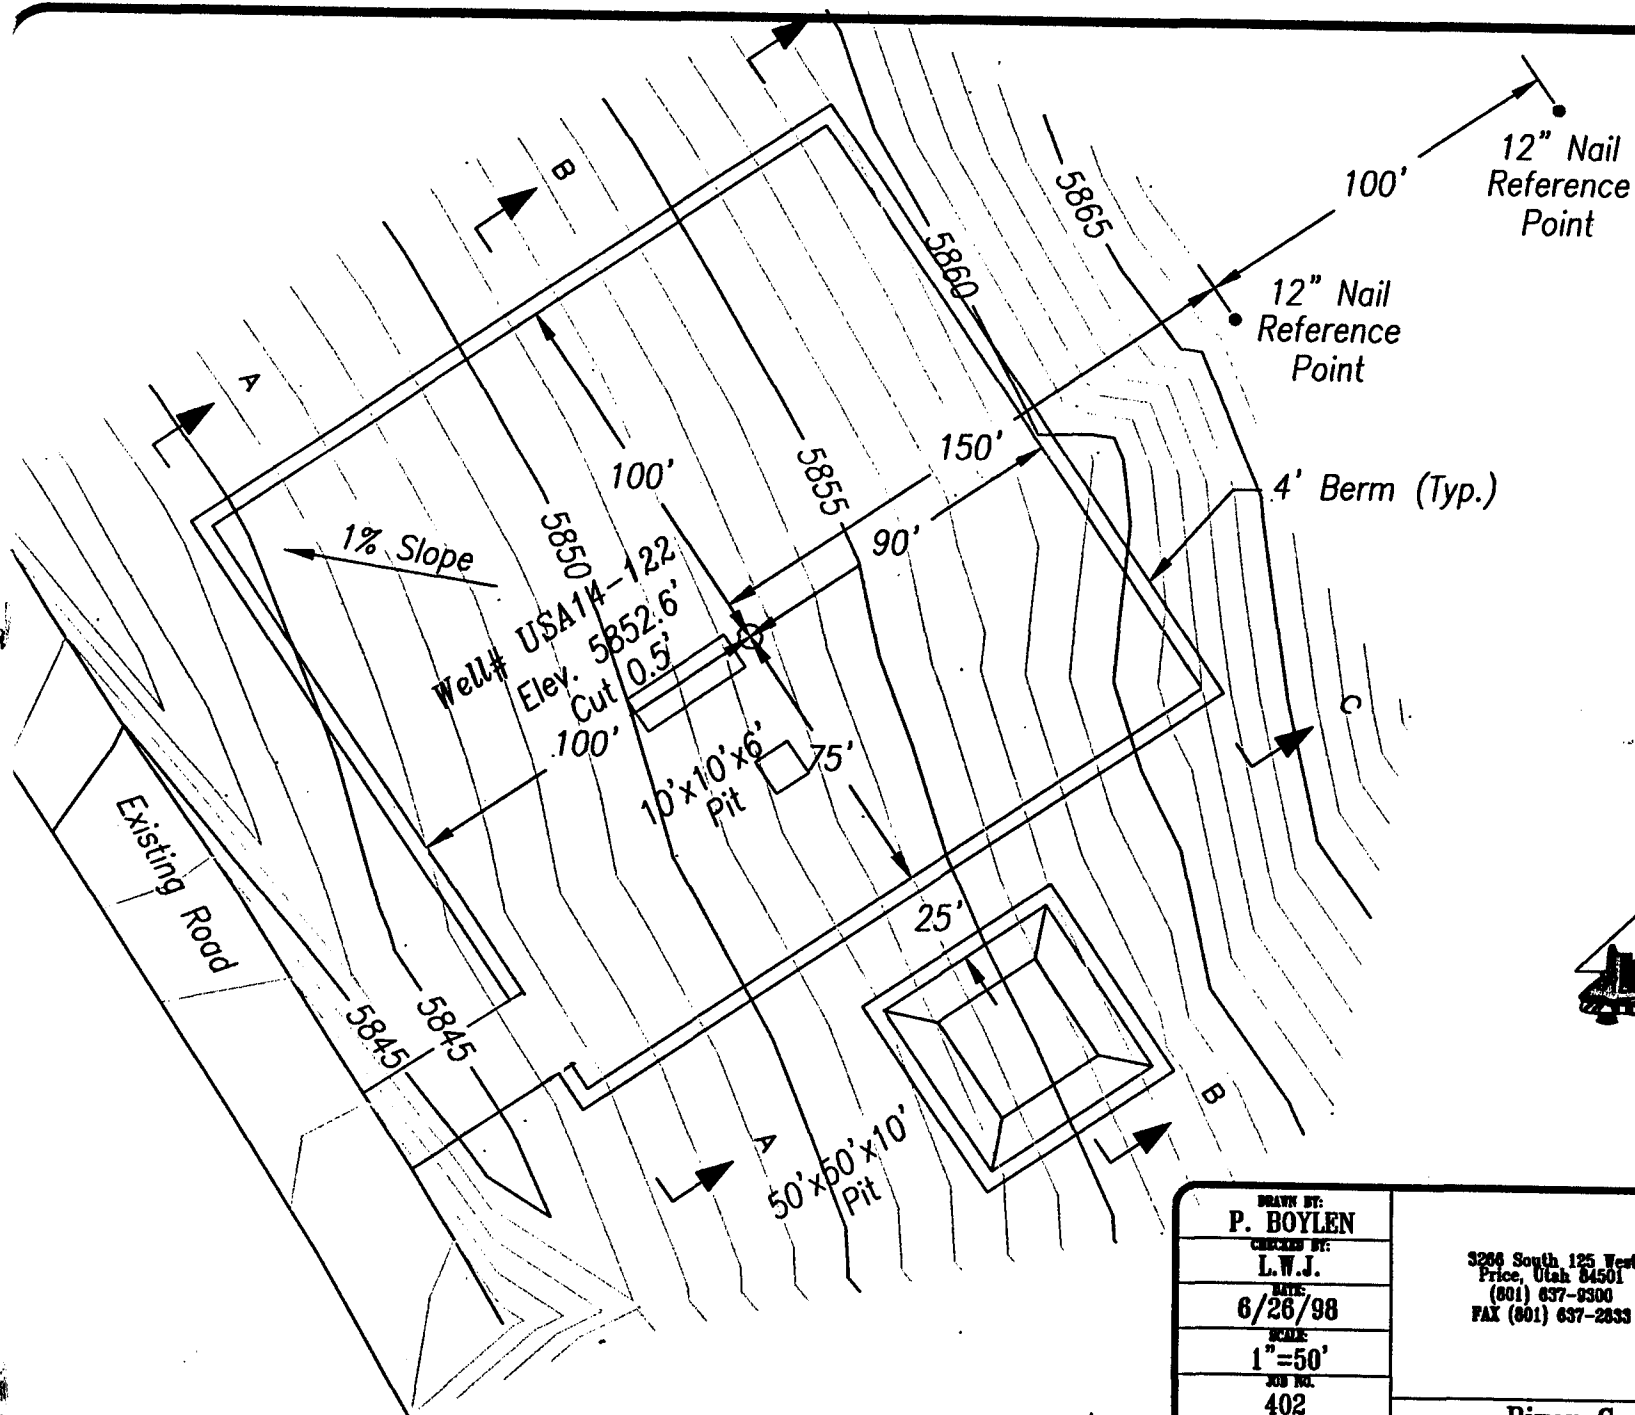 12" Nail
Reference
Point
100'
B
5865
5860
12" Nail
Reference
Point
A
100'
150'
5855
90'
4' Berm (Typ.)
1% Slope
5850
Well# USA14-122
Elev. 5852.6'
Cut 0.5'
100'
10'x10'x6'
Pit
75'
C
Existing Road
25'
5845
5845
B
A
50'x50'x10'
Pit
DRAWN BY:
P. BOYLEN
CHECKED BY:
L.W.J.
DATE:
6/26/98
SCALE:
1"=50'
JOB NO.
402
3266 South 125 West
Price, Utah 84501
(801) 637-9300
FAX (801) 637-2833